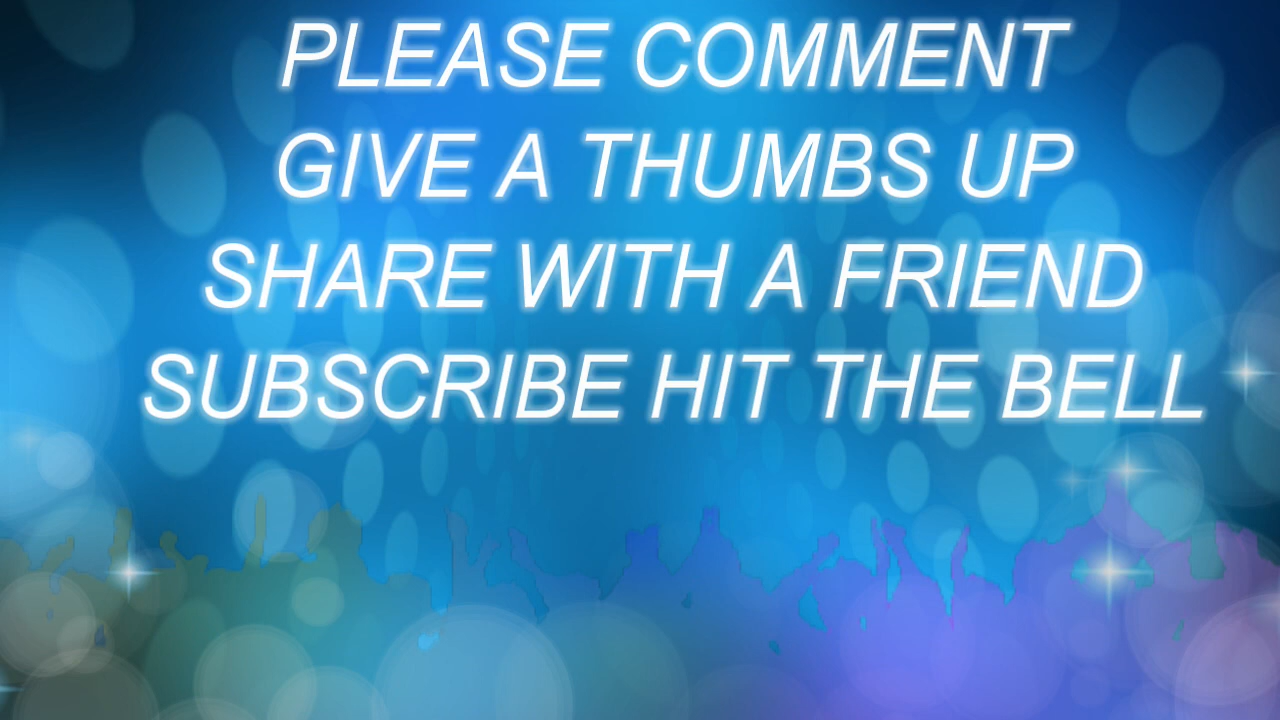 PLEASE COMMENT
GIVE A THUMBS UP
SHARE WITH A FRIEND
SUBSCRIBE HIT THE BELL